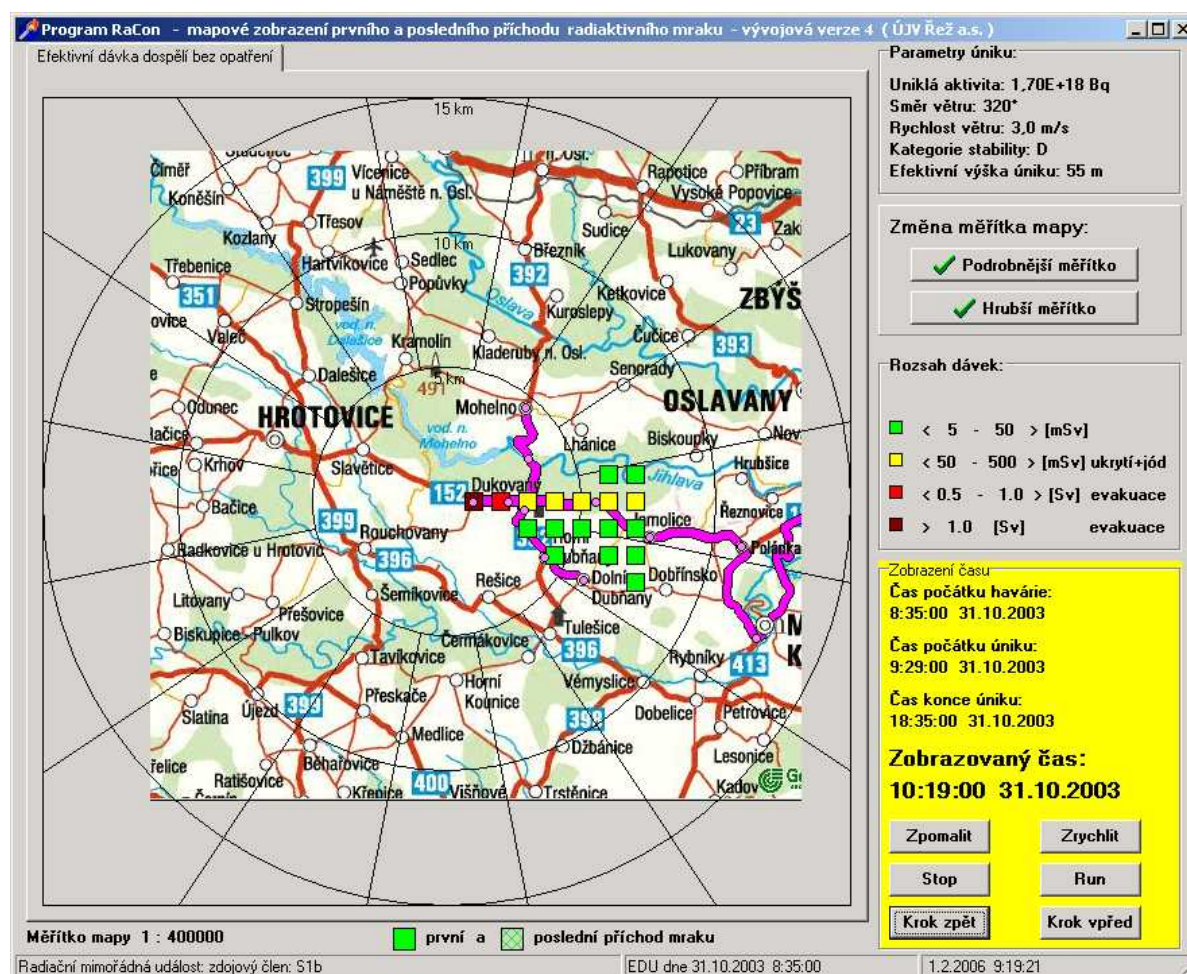 Program RaCon - mapové zobrazení prvního a posledního příchodu radiaktivního mraku - vývojová verze 4 ( ÚJV Řež a.s. )
Efektivní dávka dospělí bez opatření
15 km
Čiměř
399
Vícenice
u Náměště n. Osl.
n. Osl.
Rapotice
Příbram
Koněšín
Vysoké Popovice
Třesov
Sudice
23
Kozlany
10 km
Březník
Lukovany
Hartvíkovice
Sedlec
392
Třebenice
Popůvky
Ketkovice
351
Stropešín
Oslava
Kuroslepy
ZBÝŠ
Valeč
vod. n.
Dalešice
Kramolín
Čučice
393
Kladeruby n. Osl.
Dalešice
5 km
Senorady
491
Odunec
HROTOVICE
Mohelno
OSLAVANY
vod. n.
Mohelno
Lhánice
Biskoupky
Krhov
Slavětice
Jihlava
Hrubšice
152
Dukovany
Bačice
Řeznovice
399
Rouchovany
Jamolice
Horní
Dubňany
Polánka
Radkovice u Hrotovic
396
Rešice
Dolní
Dubňany
Dobřínsko
Litovany
Šemíkovice
Přešovice
Tulešice
Biskupice - Pulkov
Čermákovice
396
Rybníky
413
Tavíkovice
Horní
Kounice
Vémyslice
Přeskače
Slatina
Újezd
399
398
Dobelice
Petrovice
Medlice
Džbánice
Lesonice
Běhařovice
Ratišovice
400
Kadov
Křepice
Višňové
Trstěnice
Měřítko mapy 1 : 400000
první a
poslední příchod mraku
Parametry úniku:
Uniklá aktivita: 1,70E+18 Bq
Směr větru: 320°
Rychlost větru: 3,0 m/s
Kategorie stability: D
Efektivní výška úniku: 55 m
Změna měřítka mapy:
Podrobnější měřítko
Hrubší měřítko
Rozsah dávek:
< 5 - 50 > [mSv]
< 50 - 500 > [mSv] ukrytí+jód
< 0.5 - 1.0 > [Sv] evakuace
> 1.0 [Sv] evakuace
Zobrazení času
Čas počátku havárie:
8:35:00 31.10.2003
Čas počátku úniku:
9:29:00 31.10.2003
Čas konce úniku:
18:35:00 31.10.2003
Zobrazovaný čas:
10:19:00 31.10.2003
Zpomalit
Zrychlit
Stop
Run
Krok zpět
Krok vpřed
Radiační mimořádná událost: zdojový člen: S1b
EDU dne 31.10.2003 8:35:00
1.2.2006 9:19:21